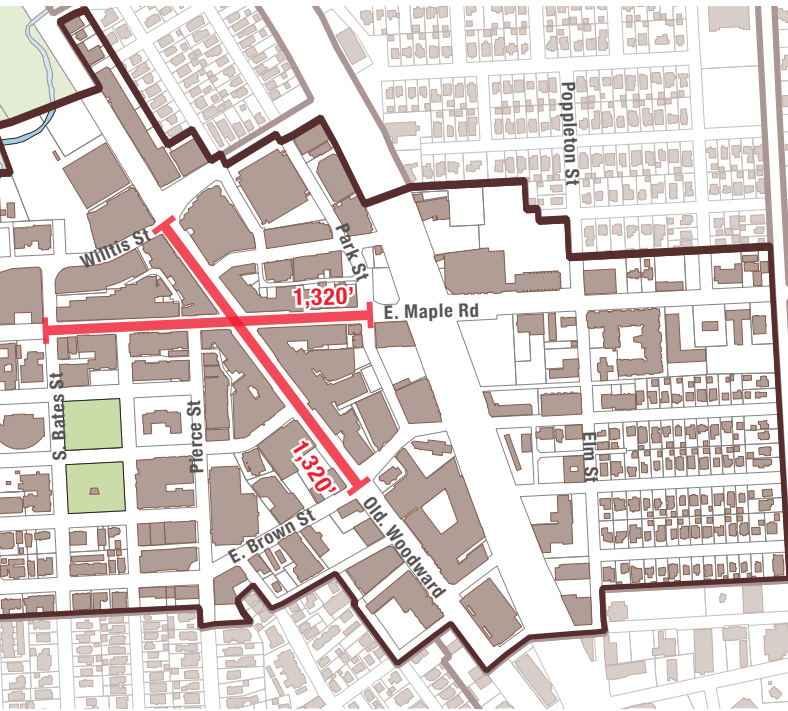 Poppleton St
Park St
Willtis St
1,320'
E. Maple Rd
S. Bates St
Pierce St
1,320'
Elm St
Old. Woodward
E. Brown St